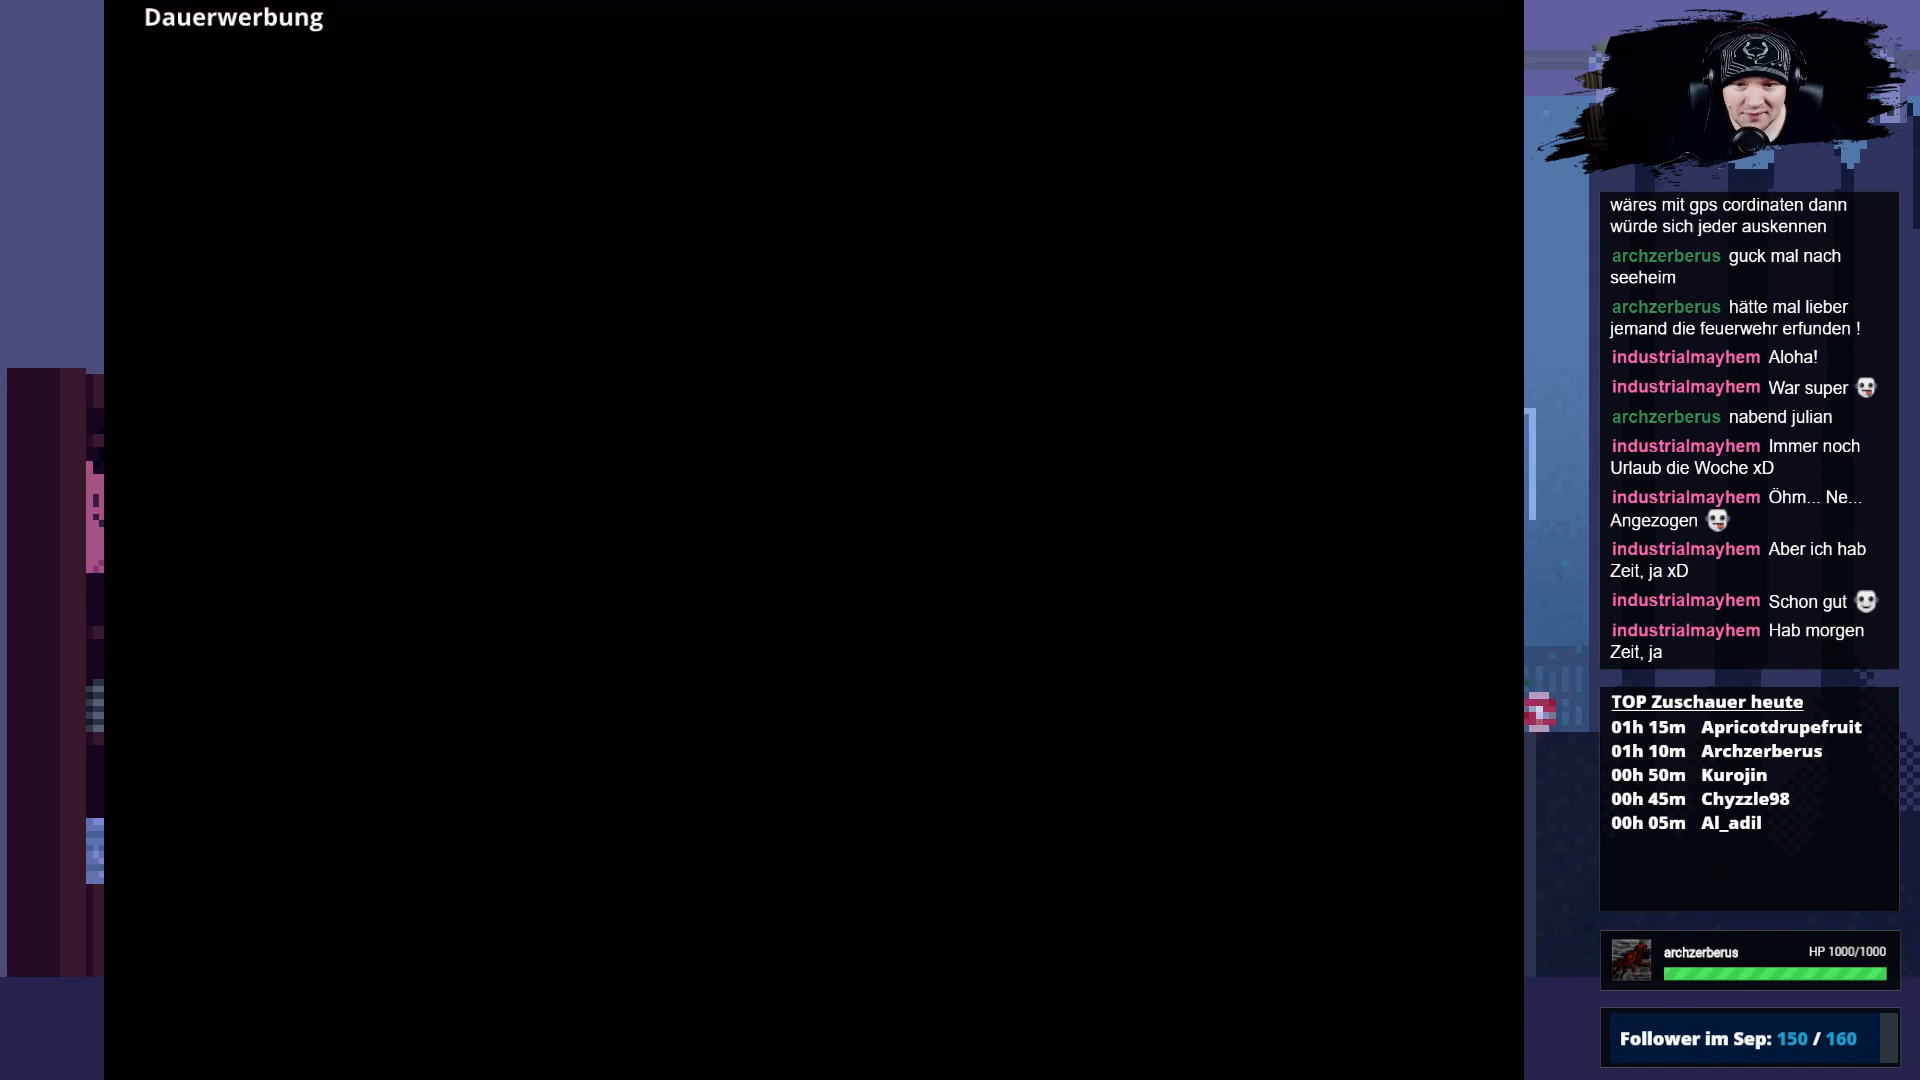 Dauerwerbung
wäres mit gps cordinaten dann
würde sich jeder auskennen
archzerberus guck mal nach
seeheim
archzerberus hätte mal lieber
jemand die feuerwehr erfunden !
industrialmayhem Aloha!
industrialmayhem War super
archzerberus nabend julian
industrialmayhem Immer noch
Urlaub die Woche xD
industrialmayhem Öhm... Ne...
Angezogen
industrialmayhem Aber ich hab
Zeit, ja xD
industrialmayhem Schon gut
industrialmayhem Hab morgen
Zeit, ja
TOP Zuschauer heute
01h 15m Apricotdrupefruit
01h 10m Archzerberus
00h 50m Kurojin
00h 45m Chyzzle98
00h 05m Al_adil
archzerberus HP 1000/1000
Follower im Sep: 150 / 160